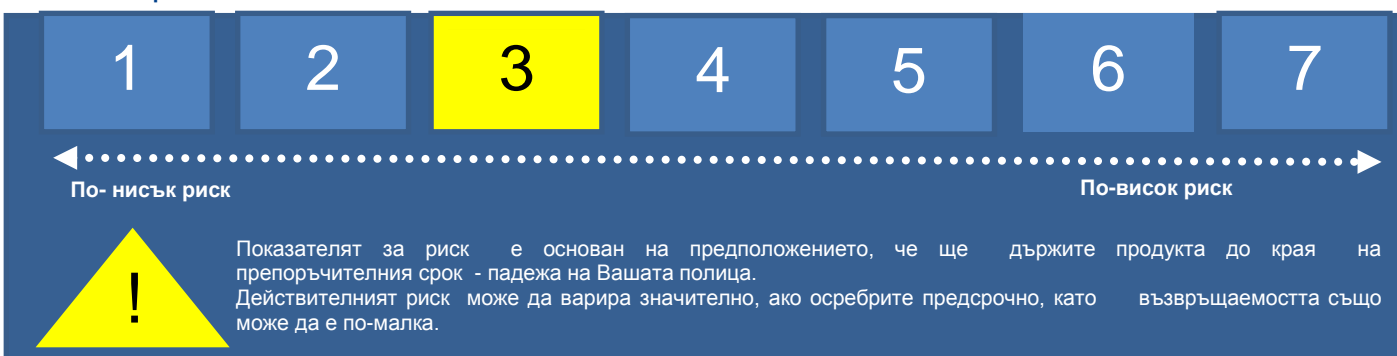 1 2 3 4 5 6 7
По- нисък риск По-висок риск
!
Показателят за риск е основан на предположението, че ще държите продукта до края на
препоръчителния срок - падежа на Вашата полица.
Действителният риск може да варира значително, ако осребрите предсрочно, като възвръщаемостта също
може да е по-малка.